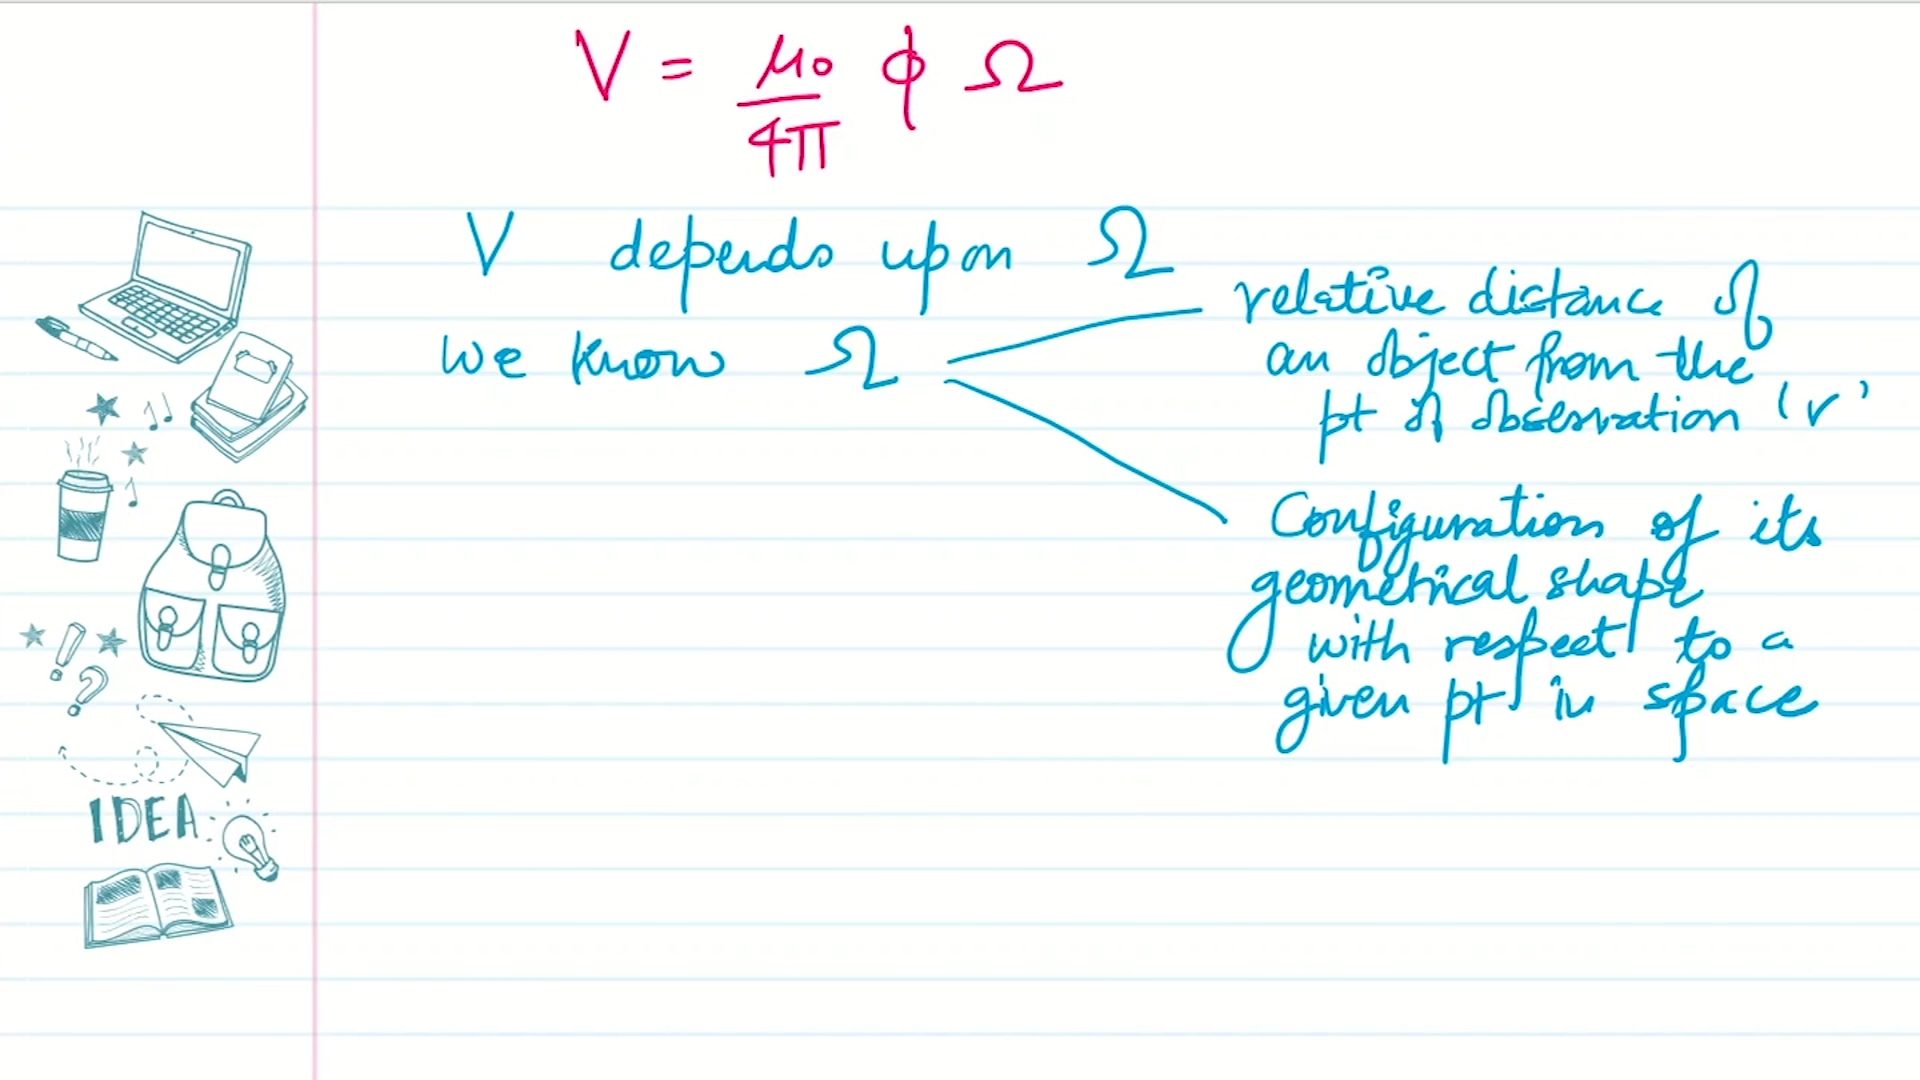 V = μ₀/4π ϕ Ω
V depends upon Ω
we know Ω
relative distance of
an object from the
pt of observation 'r'
Configuration of its
geometrical shape
with respect to a
given pt in space
! ?
IDEA